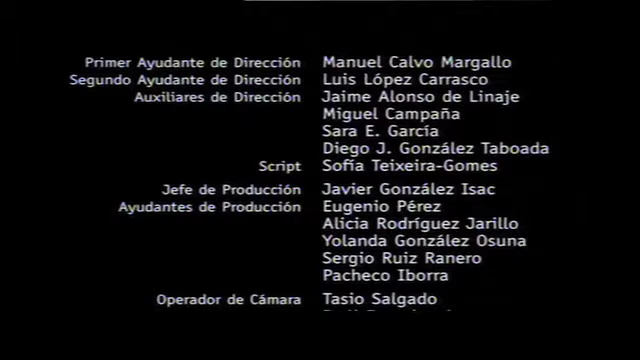 Primer Ayudante de Dirección Manuel Calvo Margallo
Segundo Ayudante de Dirección Luis López Carrasco
Auxiliares de Dirección Jaime Alonso de Linaje
Miguel Campaña
Sara E. García
Diego J. González Taboada
Script Sofía Teixeira-Gomes
Jefe de Producción Javier González Isac
Ayudantes de Producción Eugenio Pérez
Alicia Rodríguez Jarillo
Yolanda González Osuna
Sergio Ruiz Ranero
Pacheco Iborra
Operador de Cámara Tasio Salgado